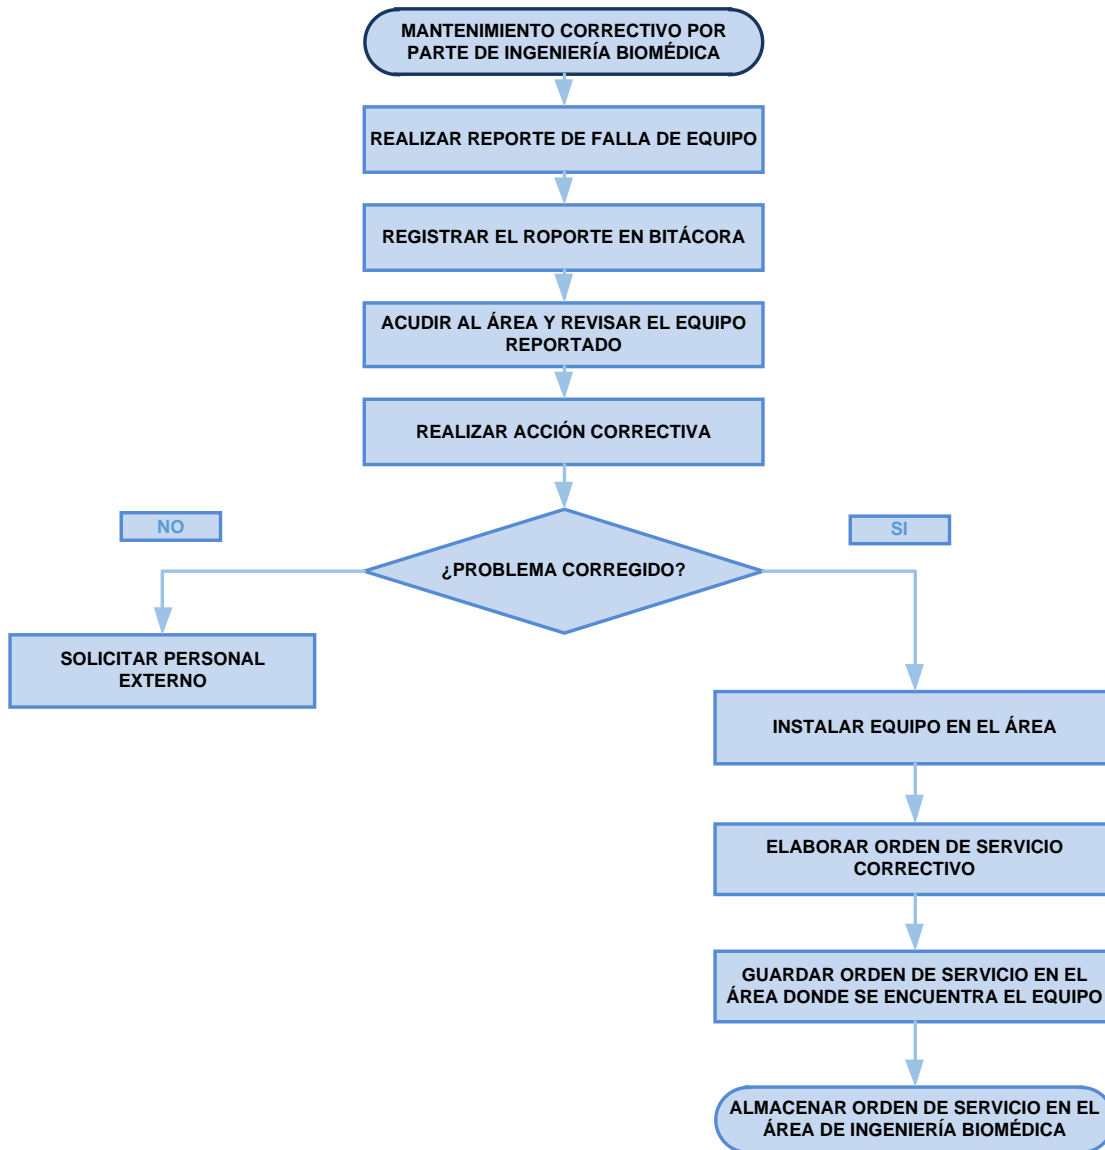 MANTENIMIENTO CORRECTIVO POR
PARTE DE INGENIERÍA BIOMÉDICA
REALIZAR REPORTE DE FALLA DE EQUIPO
REGISTRAR EL ROPORTE EN BITÁCORA
ACUDIR AL ÁREA Y REVISAR EL EQUIPO
REPORTADO
REALIZAR ACCIÓN CORRECTIVA
NO
SI
¿PROBLEMA CORREGIDO?
SOLICITAR PERSONAL
EXTERNO
INSTALAR EQUIPO EN EL ÁREA
ELABORAR ORDEN DE SERVICIO
CORRECTIVO
GUARDAR ORDEN DE SERVICIO EN EL
ÁREA DONDE SE ENCUENTRA EL EQUIPO
ALMACENAR ORDEN DE SERVICIO EN EL
ÁREA DE INGENIERÍA BIOMÉDICA